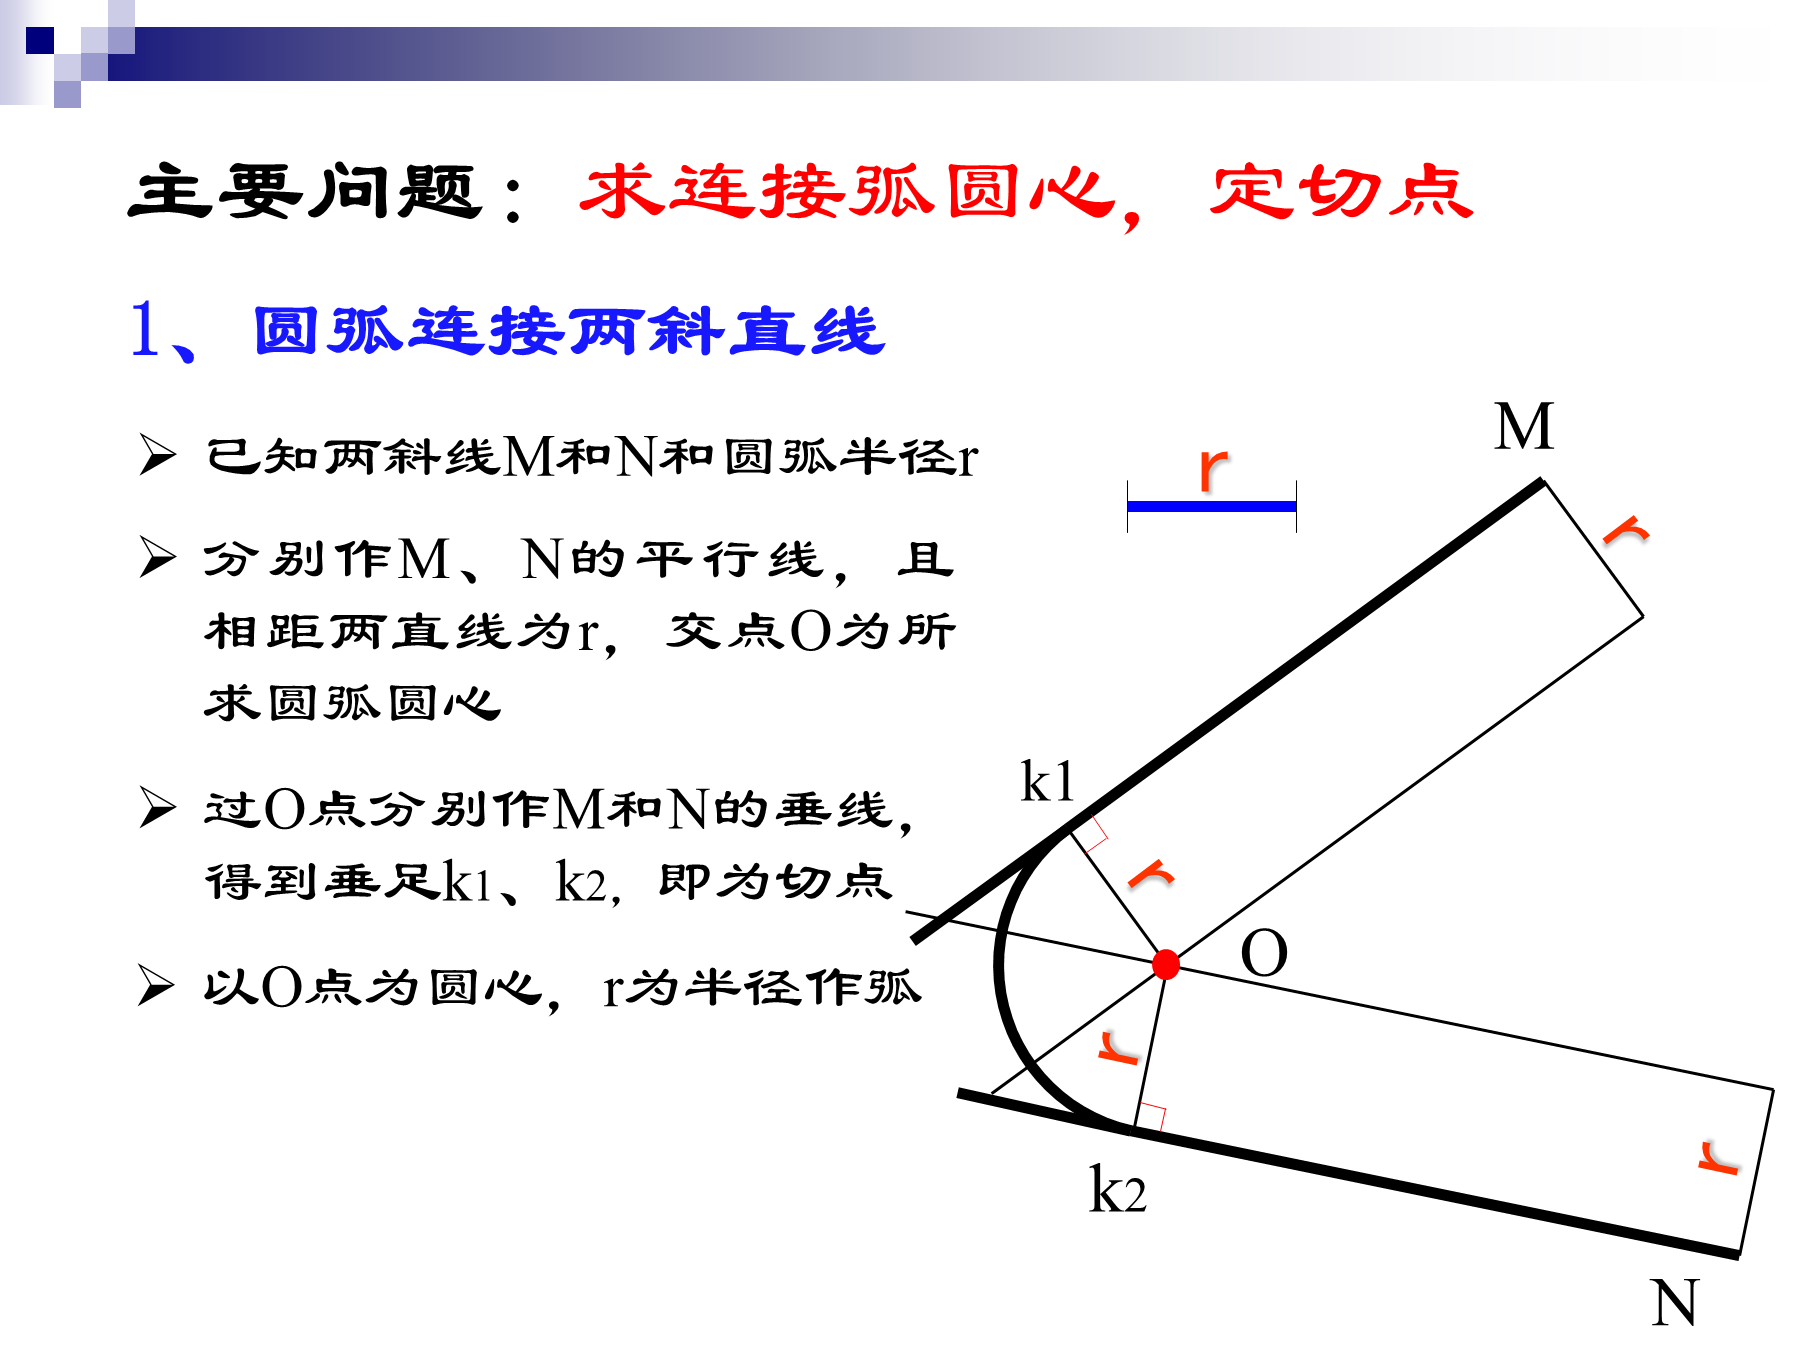 主要问题：求连接弧圆心，定切点
1、圆弧连接两斜直线
已知两斜线M和N和圆弧半径r
分别作M、N的平行线，且
相距两直线为r，交点O为所
求圆弧圆心
过O点分别作M和N的垂线，
得到垂足k1、k2，即为切点
以O点为圆心，r为半径作弧
M
r
r
k1
r
O
r
r
k2
N